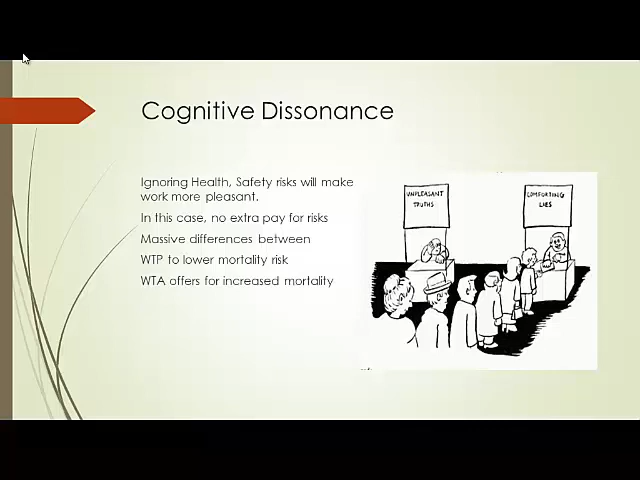 Cognitive Dissonance
Ignoring Health, Safety risks will make
work more pleasant.
In this case, no extra pay for risks
Massive differences between
WTP to lower mortality risk
WTA offers for increased mortality
UNPLEASANT
TRUTHS
COMFORTING
LIES